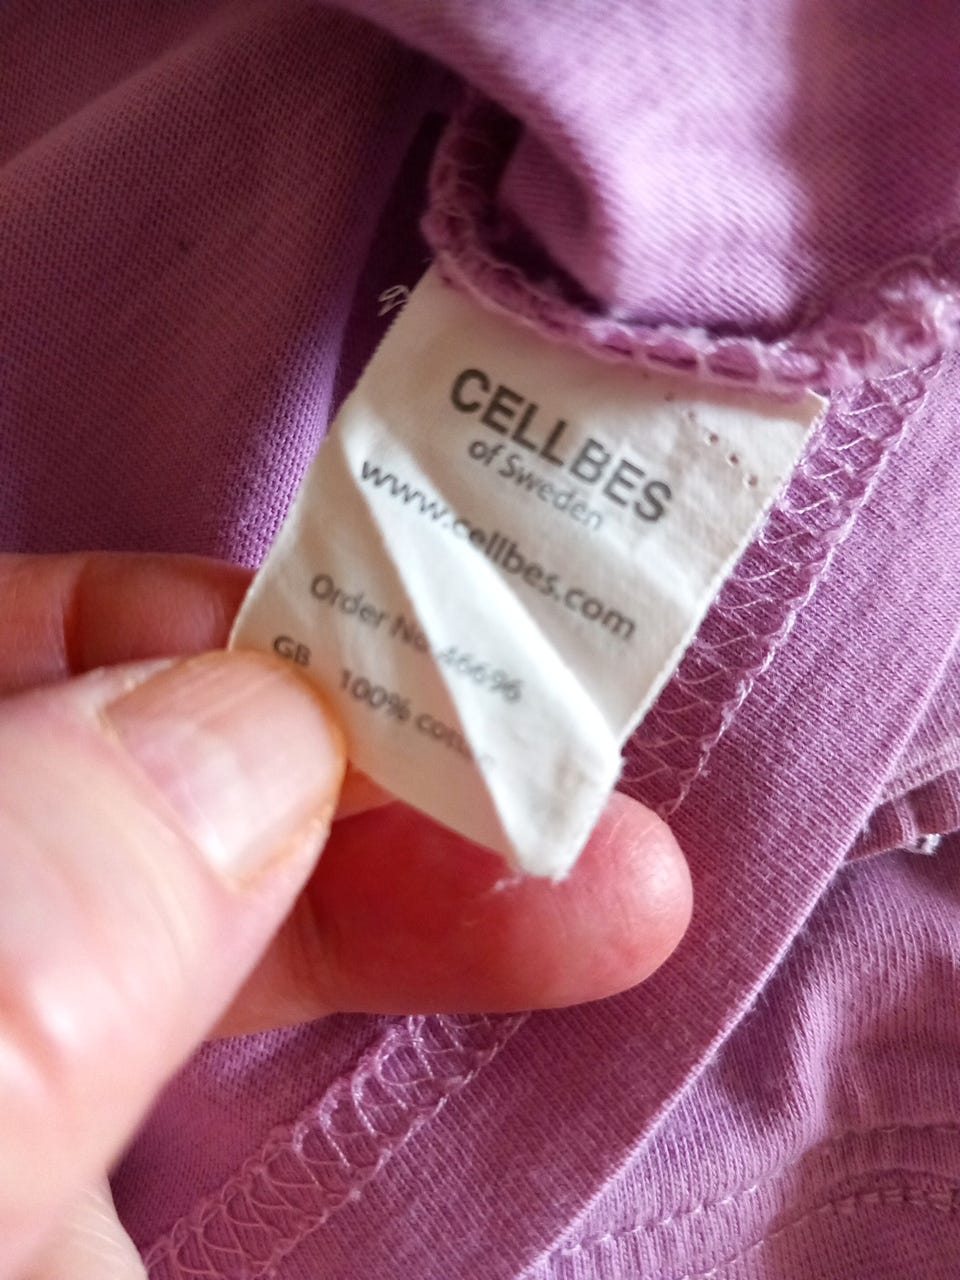 CELLBES
of Sweden
www.cellbes.com
Order No. 46696
GB 100% cotton